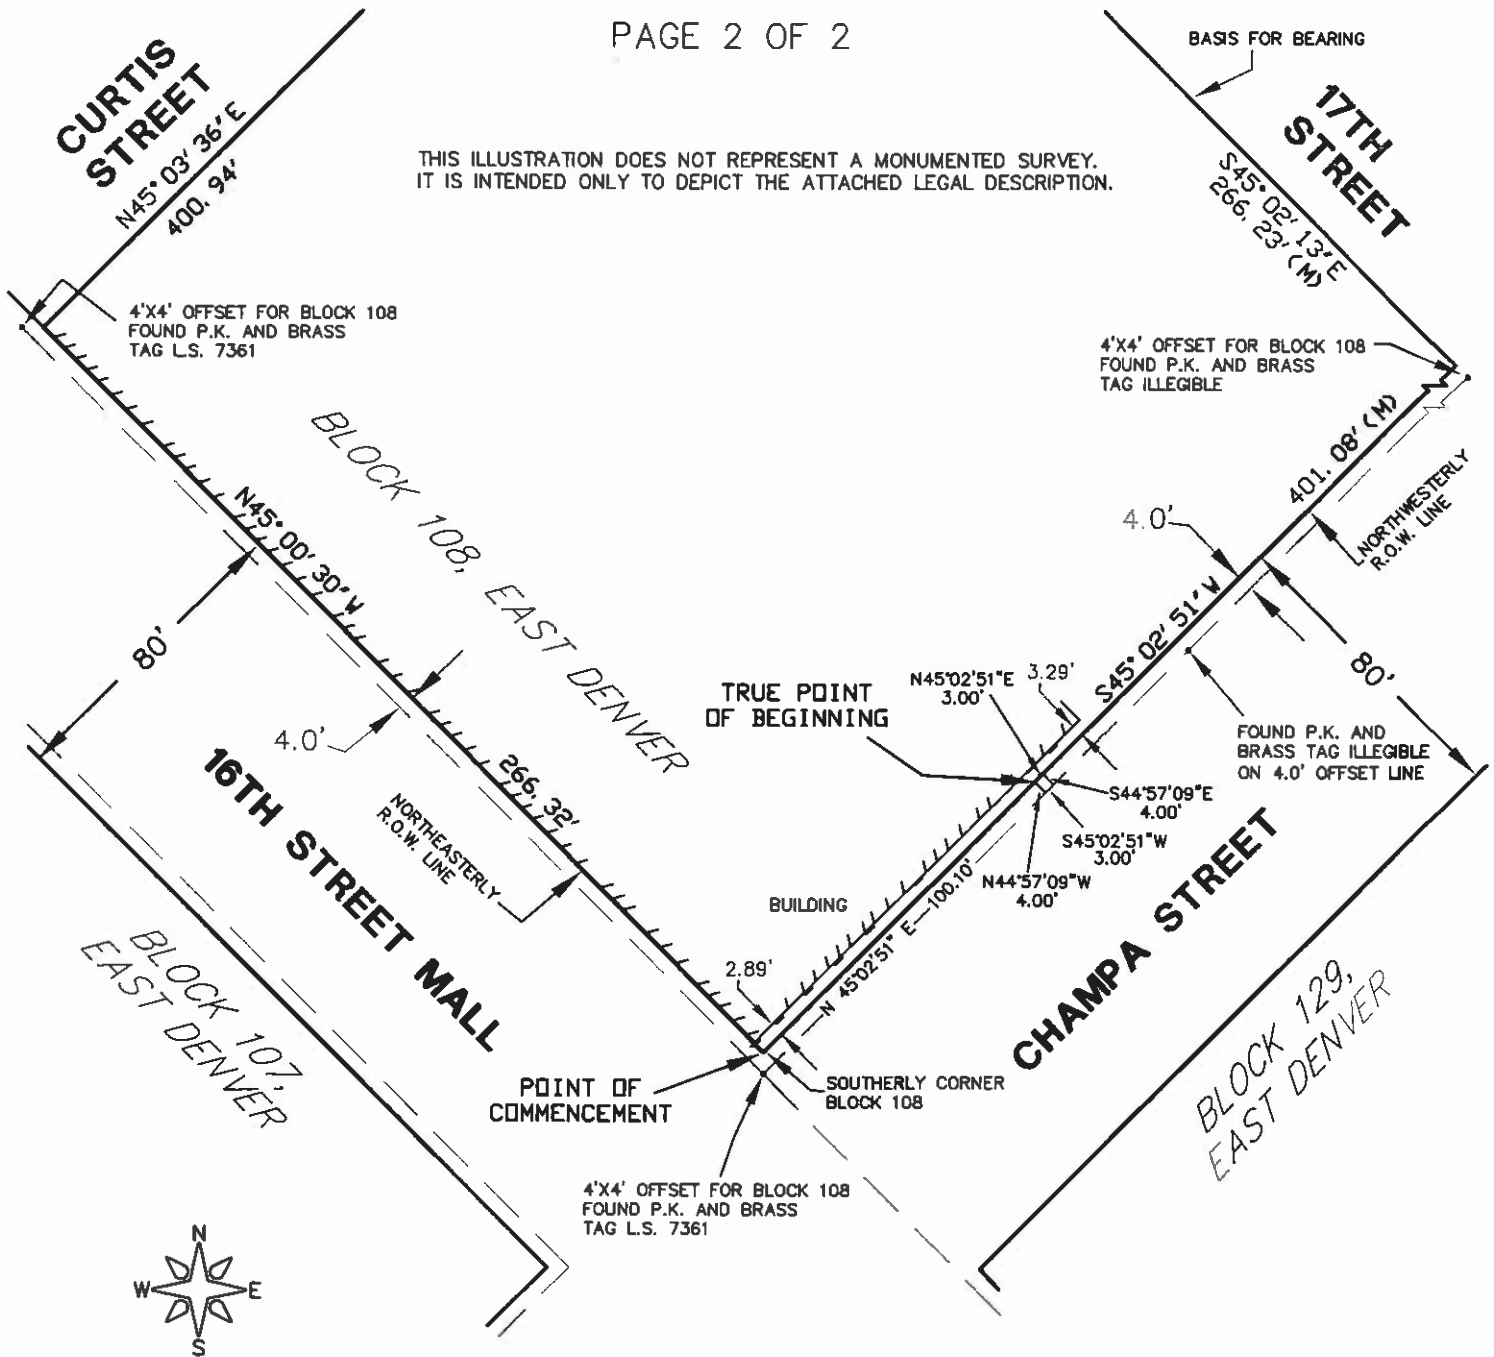 PAGE 2 OF 2
BASIS FOR BEARING
CURTIS
STREET
N45°03'36"E
400.94'
17TH
STREET
S45°02'13"E
266.23'(M)
THIS ILLUSTRATION DOES NOT REPRESENT A MONUMENTED SURVEY.
IT IS INTENDED ONLY TO DEPICT THE ATTACHED LEGAL DESCRIPTION.
4'X4' OFFSET FOR BLOCK 108
FOUND P.K. AND BRASS
TAG L.S. 7361
4'X4' OFFSET FOR BLOCK 108
FOUND P.K. AND BRASS
TAG ILLEGIBLE
BLOCK 108, EAST DENVER
401.08'(M)
NORTHWESTERLY
R.O.W. LINE
4.0'
N45°00'30"W
80'
S45°02'51"W
80'
N45°02'51"E
3.00'
3.29'
TRUE POINT
OF BEGINNING
FOUND P.K. AND
BRASS TAG ILLEGIBLE
ON 4.0' OFFSET LINE
4.0'
266.32'
16TH STREET MALL
NORTHEASTERLY
R.O.W. LINE
S44°57'09"E
4.00'
S45°02'51"W
3.00'
N44°57'09"W
4.00'
BUILDING
N 45°02'51" E
100.10'
2.89'
CHAMPA STREET
BLOCK 107,
EAST DENVER
BLOCK 129,
EAST DENVER
POINT OF
COMMENCEMENT
SOUTHERLY CORNER
BLOCK 108
4'X4' OFFSET FOR BLOCK 108
FOUND P.K. AND BRASS
TAG L.S. 7361
N
W
E
S